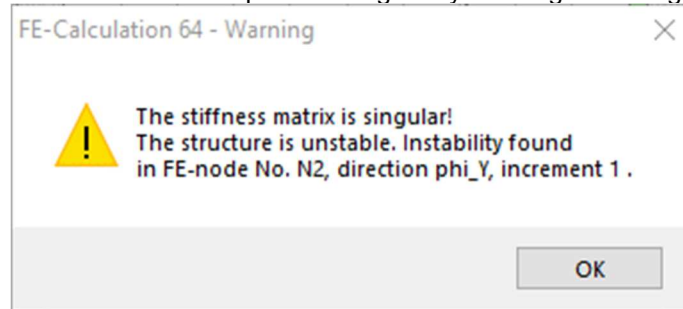 FE-Calculation 64 - Warning
The stiffness matrix is singular!
The structure is unstable. Instability found
in FE-node No. N2, direction phi_Y, increment 1 .
OK